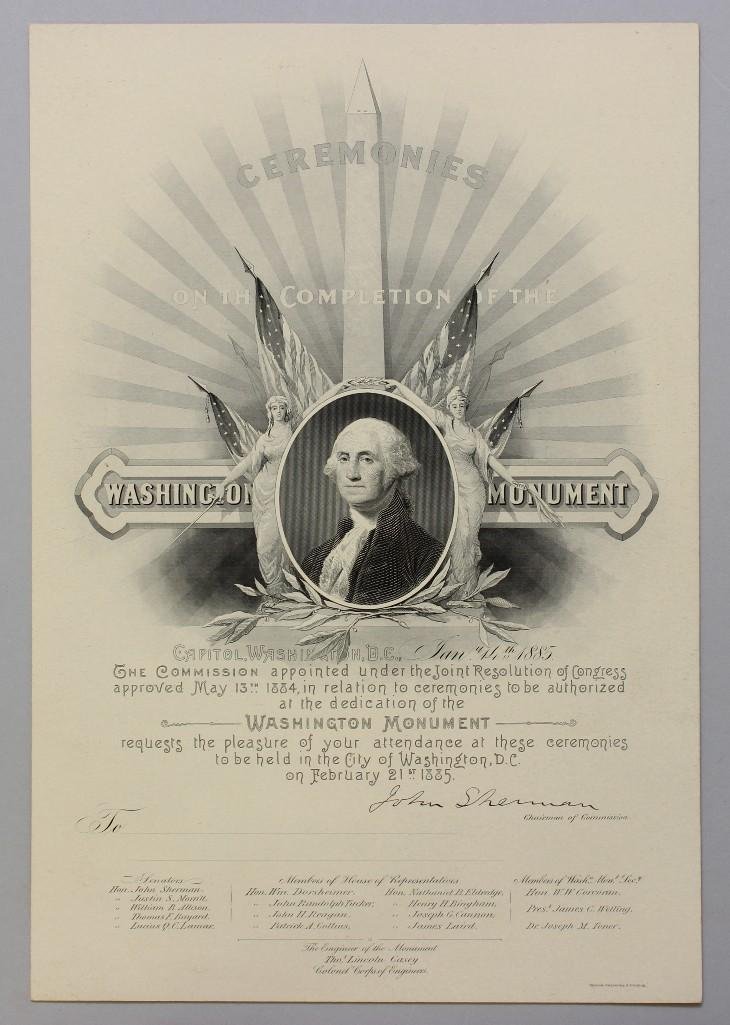 CEREMONIES
ON TH COMPLETION OF THE
WASHINGTON MONUMENT
CAPITOL, WASHINGTON, D.C., Jan'y 14th 1885.
THE COMMISSION appointed under the Joint Resolution of Congress
approved May 13TH 1884, in relation to ceremonies to be authorized
at the dedication of the
WASHINGTON MONUMENT
requests the pleasure of your attendance at these ceremonies
to be held in the City of Washington, D.C.
on February 21ST 1885.
John Sherman
Chairman of Commission
To
Senators
Hon. John Sherman
" Justin S. Morrill,
" William B. Allison,
" Thomas F. Bayard,
" Lucius Q. C. Lamar,
Members of House of Representatives
Hon. Wm. Dorsheimer, Hon. Nathaniel B. Eldredge,
" John Randolph Tucker, " Henry H. Bingham,
" John H. Reagan, " Joseph G. Cannon,
" Patrick A. Collins, " James Laird,
Members of Wash'n Mon't Soc'y
Hon. W. W. Corcoran,
Pres't James C. Welling,
Dr. Joseph M. Toner,
The Engineer of the Monument
Thos. Lincoln Casey
Colonel Corps of Engineers.